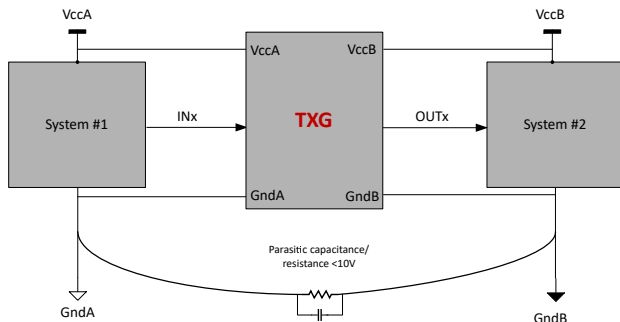 VccA
VccB
VccA
VccB
System #1
INx
TXG
OUTx
System #2
GndA
GndB
Parasitic capacitance/
resistance <10V
GndA
GndB